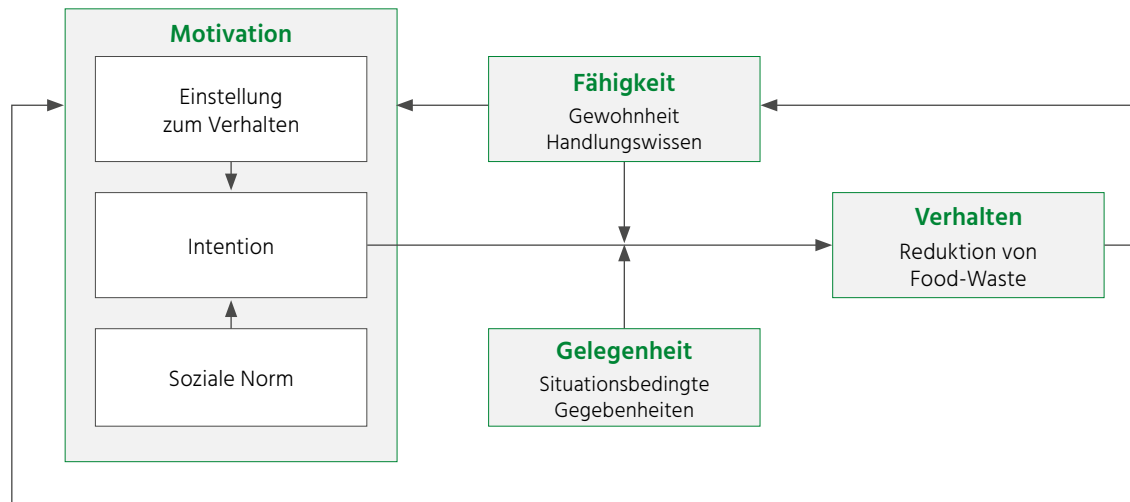 Motivation
Einstellung
zum Verhalten
Intention
Soziale Norm
Fähigkeit
Gewohnheit
Handlungswissen
Gelegenheit
Situationsbedingte
Gegebenheiten
Verhalten
Reduktion von
Food-Waste